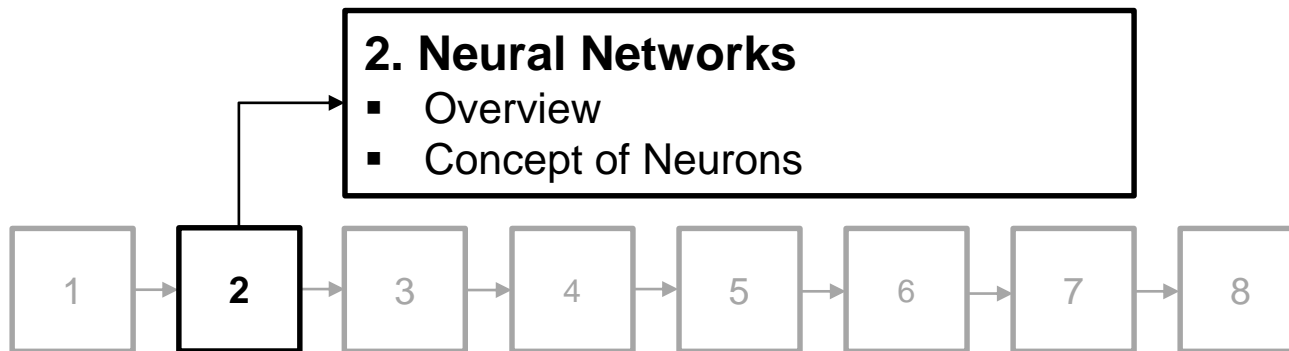 2. Neural Networks
▪ Overview
▪ Concept of Neurons
1 2 3 4 5 6 7 8